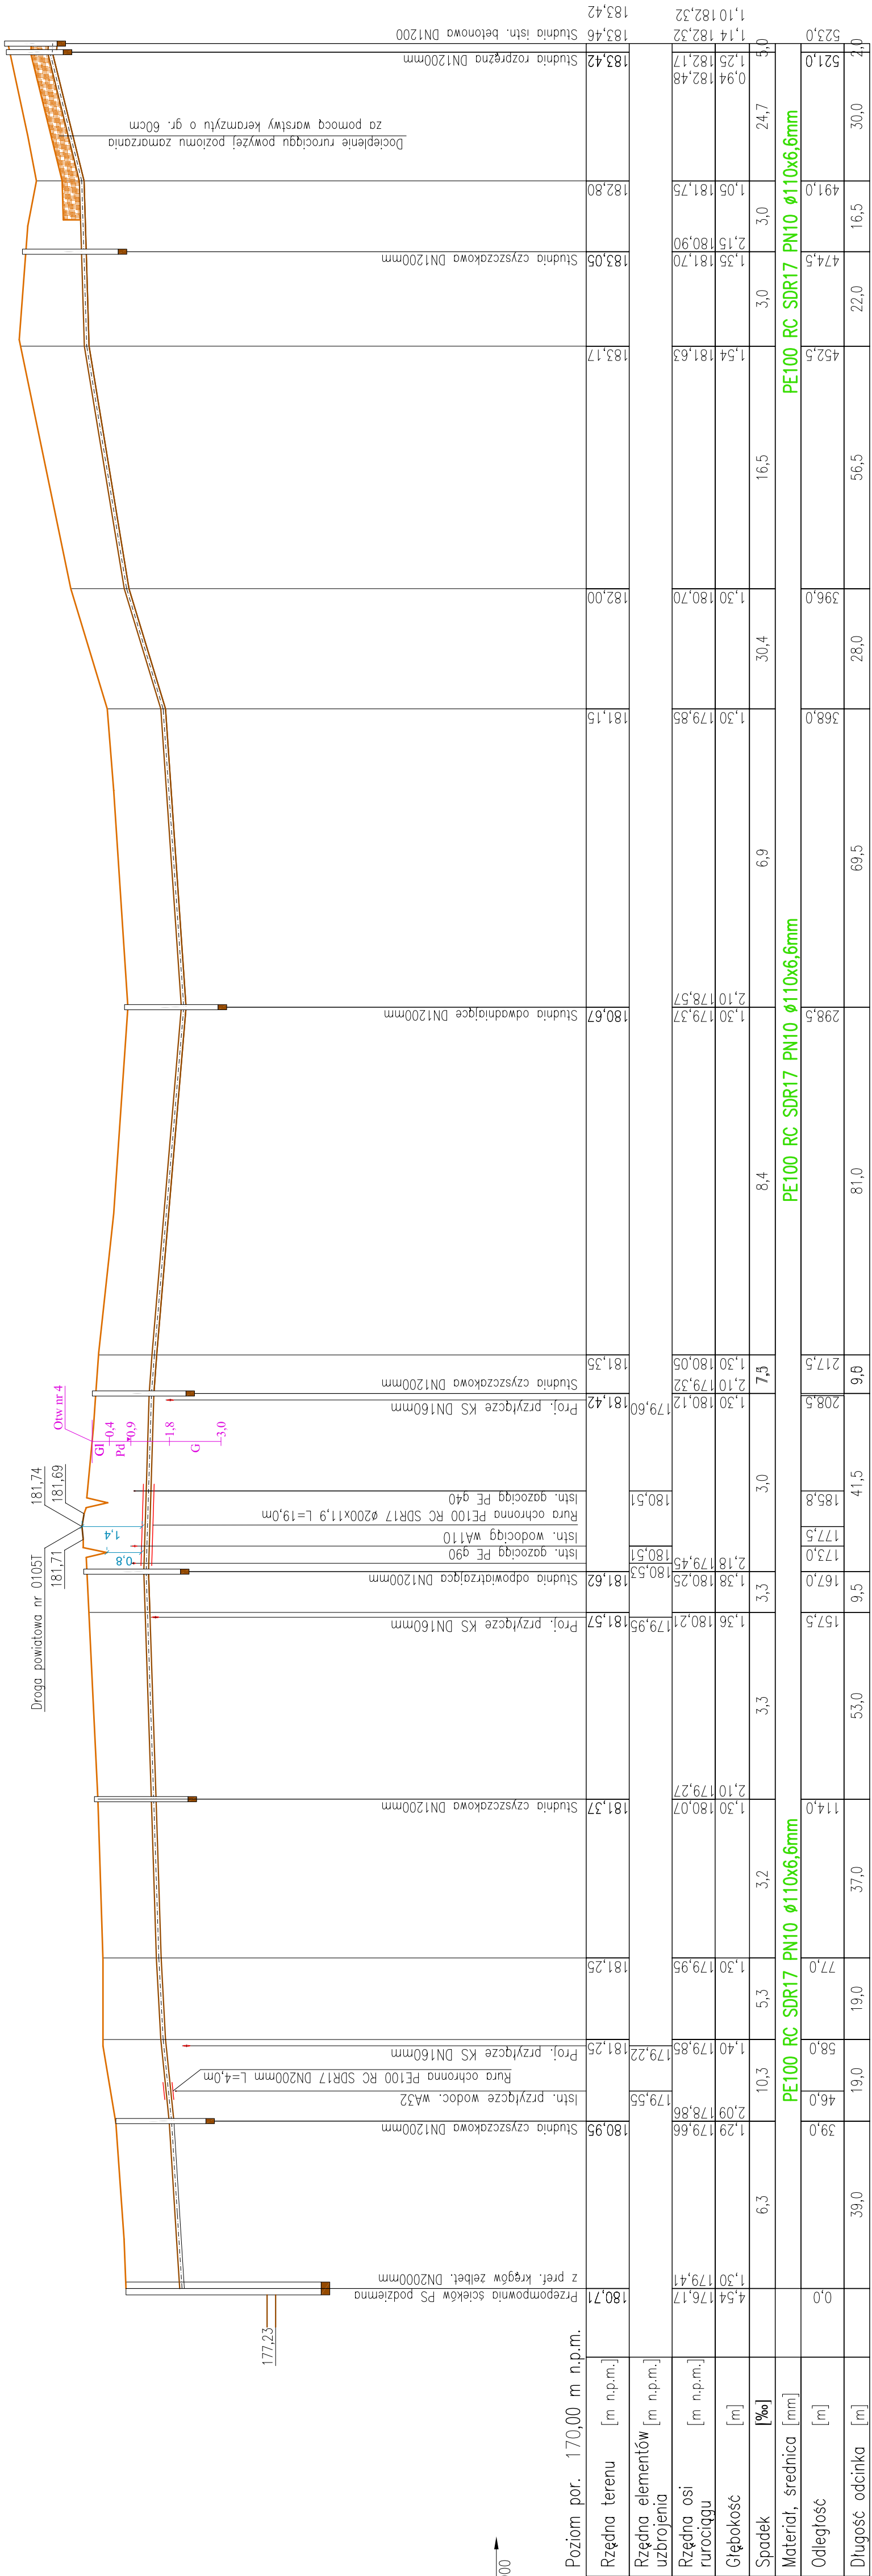 Droga powiatowa nr 0105T
181,74
181,71
181,69
Otw nr 4
Gl
0,4
Pd
0,9
1,8
G
3,0
1,4
0,8
177,23
Docieplenie rurociągu powyżej poziomu zamarzania
za pomocą warstwy keramzytu o gr. 60cm
Przepompownia ścieków PS podziemna
z pref. kręgów żelbet. DN2000mm
Studnia czyszczakowa DN1200mm
Istn. przyłącze wodoc. wA32
Rura ochronna PE100 RC SDR17 DN200mm L=4,0m
Proj. przyłącze KS DN160mm
Studnia czyszczakowa DN1200mm
Proj. przyłącze KS DN160mm
Studnia odpowiatrzająca DN1200mm
Istn. gazociąg PE g90
Istn. wodociąg wA110
Rura ochronna PE100 RC SDR17 ø200x11,9 L=19,0m
Istn. gazociąg PE g40
Proj. przyłącze KS DN160mm
Studnia czyszczakowa DN1200mm
Studnia odwadniające DN1200mm
Studnia czyszczakowa DN1200mm
Studnia rozprężna DN1200mm
Studnia istn. betonowa DN1200
00
Poziom por. 170,00 m n.p.m.
Rzędna terenu [m n.p.m.]
180,71 180,95 181,25 181,25 181,37 181,57 181,62 181,42 181,35 180,67 181,15 182,00 183,17 183,05 182,80 183,42 183,46 183,42
Rzędna elementów uzbrojenia [m n.p.m.]
179,55 179,22 179,95 180,53 180,51 180,51 179,60
Rzędna osi rurociągu [m n.p.m.]
176,17 179,41 179,66 178,86 179,85 179,95 180,07 179,27 180,21 180,25 179,45 180,12 179,32 180,05 179,37 178,57 179,85 180,70 181,63 181,70 180,90 181,75 182,48 182,17 182,32 182,32
Głębokość [m]
4,54 1,30 1,29 2,09 1,40 1,30 1,30 2,10 1,36 1,38 2,18 1,30 2,10 1,30 1,30 2,10 1,30 1,30 1,54 1,35 2,15 1,05 0,94 1,25 1,14 1,10
Spadek [‰]
6,3 10,3 5,3 3,2 3,3 3,3 3,0 8,4 6,9 30,4 16,5 3,0 3,0 24,7 5,0
Materiał, średnica [mm]
PE100 RC SDR17 PN10 ø110x6,6mm
PE100 RC SDR17 PN10 ø110x6,6mm
PE100 RC SDR17 PN10 ø110x6,6mm
Odległość [m]
0,0 39,0 46,0 58,0 77,0 114,0 157,5 167,0 173,0 177,5 185,8 208,5 217,5 298,5 368,0 396,0 452,5 474,5 491,0 521,0 523,0
Długość odcinka [m]
39,0 19,0 19,0 37,0 53,0 9,5 41,5 81,0 69,5 28,0 56,5 22,0 16,5 30,0 2,0